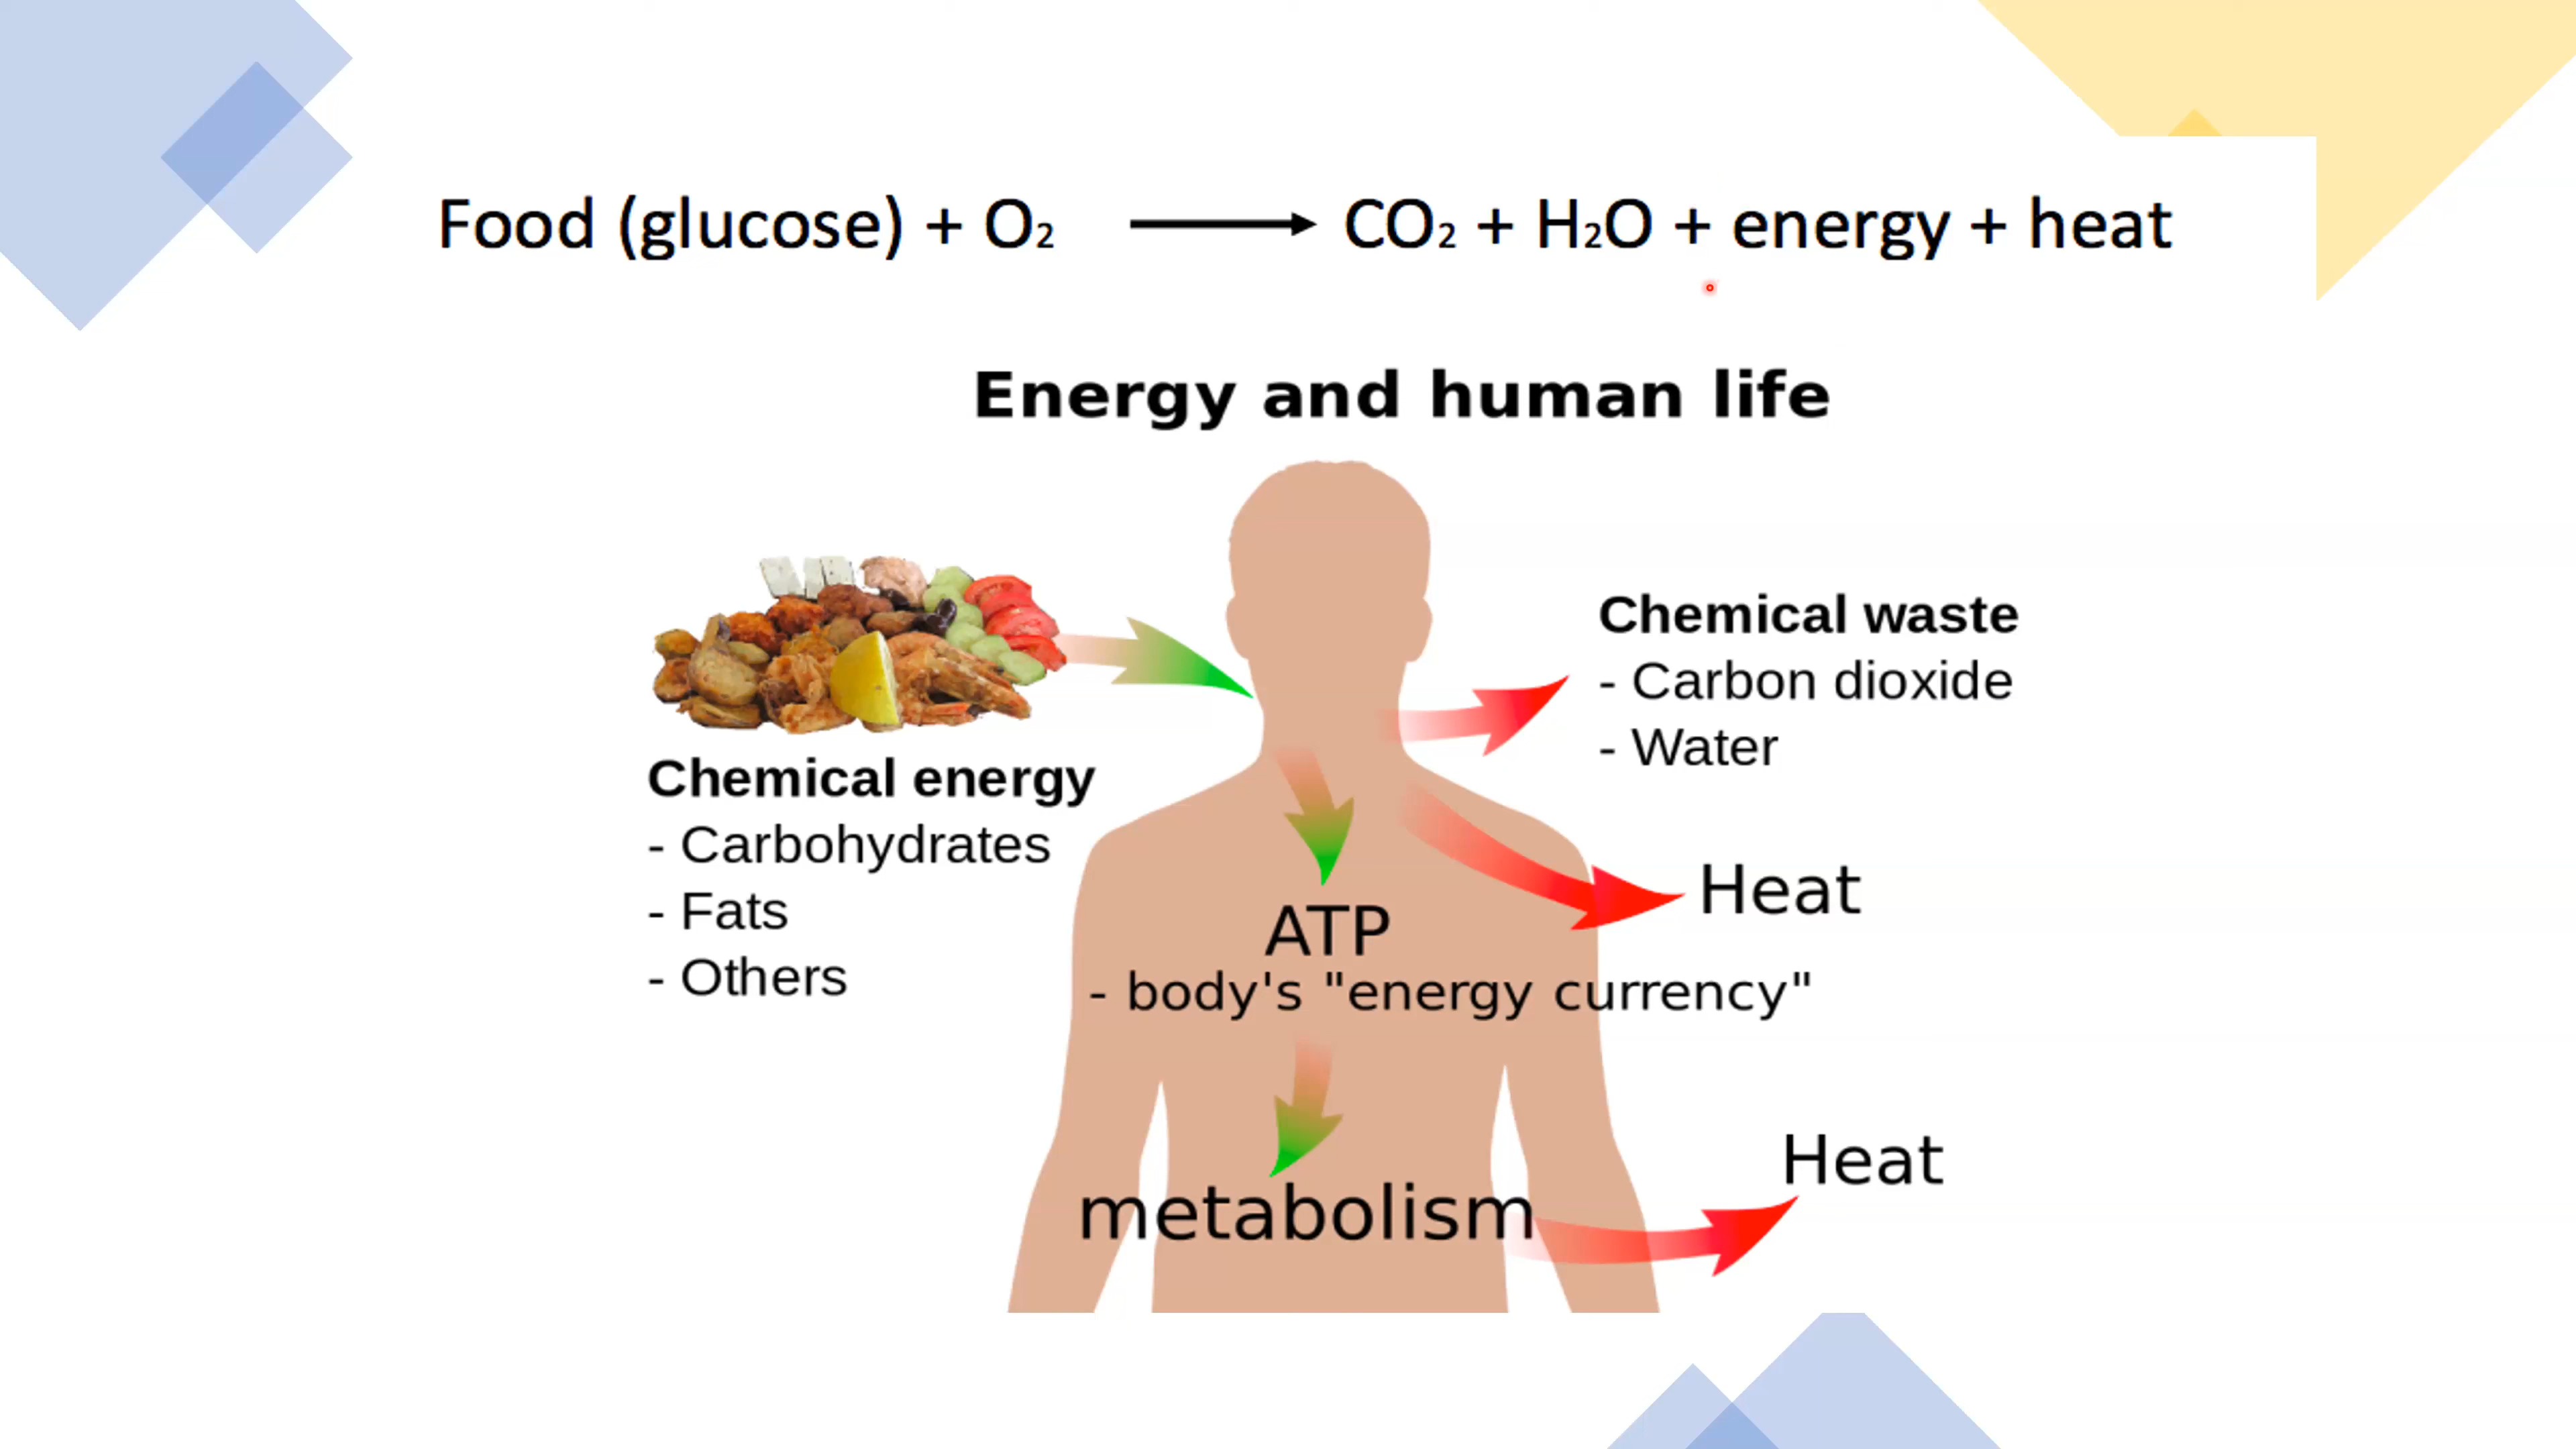 Food (glucose) + O₂ ⟶ CO₂ + H₂O + energy + heat
Energy and human life
Chemical energy
- Carbohydrates
- Fats
- Others
Chemical waste
- Carbon dioxide
- Water
Heat
ATP
- body's "energy currency"
metabolism
Heat